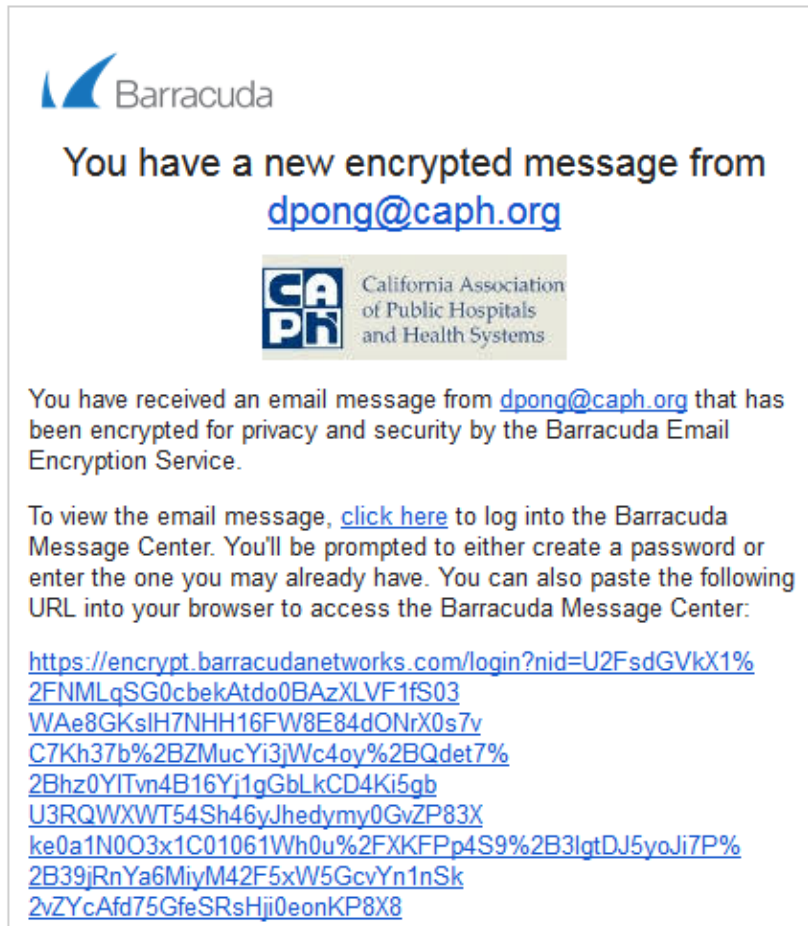 Barracuda
You have a new encrypted message from
dpong@caph.org
CAPH
California Association
of Public Hospitals
and Health Systems
You have received an email message from dpong@caph.org that has
been encrypted for privacy and security by the Barracuda Email
Encryption Service.
To view the email message, click here to log into the Barracuda
Message Center. You'll be prompted to either create a password or
enter the one you may already have. You can also paste the following
URL into your browser to access the Barracuda Message Center:
https://encrypt.barracudanetworks.com/login?nid=U2FsdGVkX1%
2FNMLqSG0cbekAtdo0BAzXLVF1fS03
WAe8GKslH7NHH16FW8E84dONrX0s7v
C7Kh37b%2BZMucYi3jWc4oy%2BQdet7%
2Bhz0YlTvn4B16Yj1gGbLkCD4Ki5gb
U3RQWXWT54Sh46yJhedymy0GvZP83X
ke0a1N0O3x1C01061Wh0u%2FXKFPp4S9%2B3lgtDJ5yoJi7P%
2B39jRnYa6MiyM42F5xW5GcvYn1nSk
2vZYcAfd75GfeSRsHji0eonKP8X8